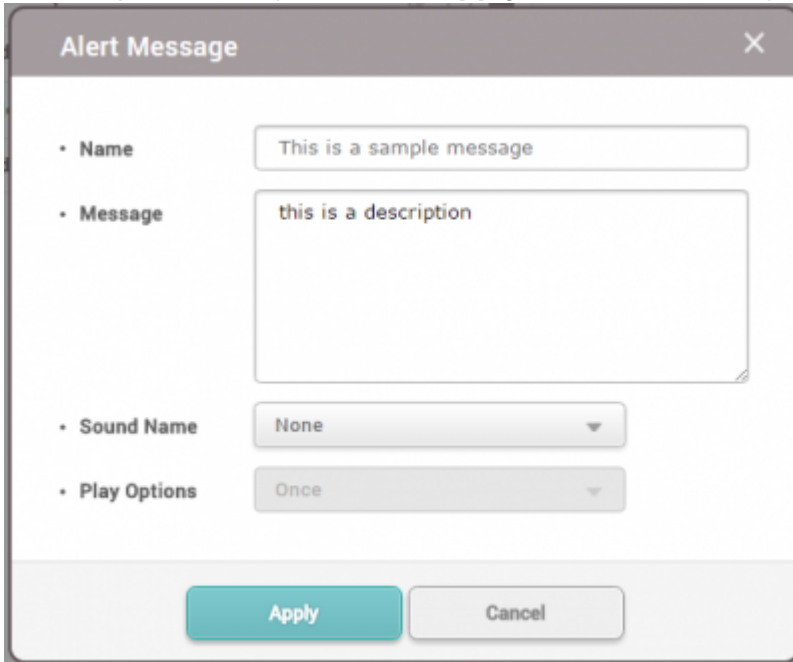 Alert Message
• Name
This is a sample message
• Message
this is a description
• Sound Name
None
• Play Options
Once
Apply
Cancel